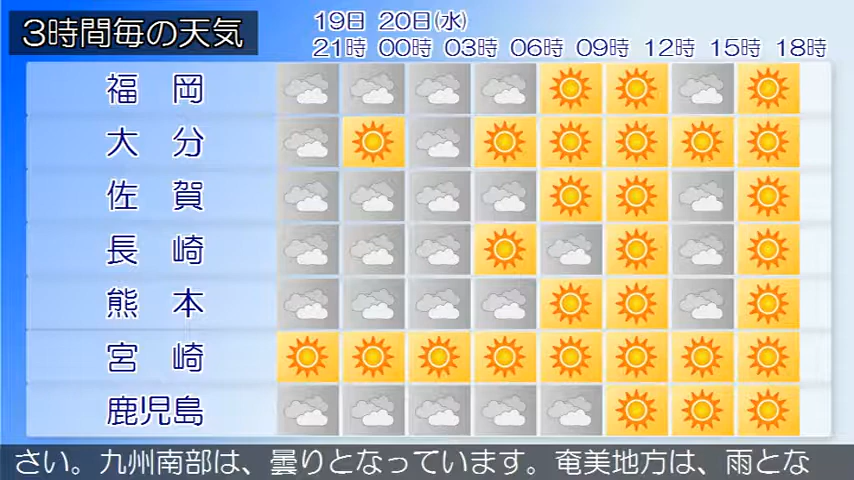 3時間毎の天気
19日 20日(水)
21時 00時 03時 06時 09時 12時 15時 18時
福岡
大分
佐賀
長崎
熊本
宮崎
鹿児島
さい。九州南部は、曇りとなっています。奄美地方は、雨とな